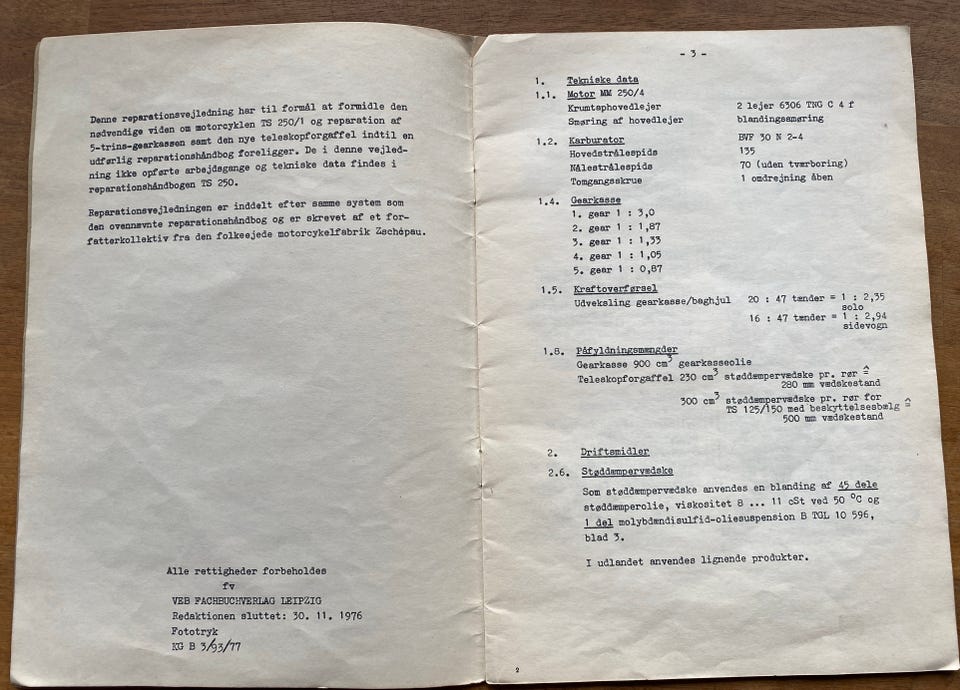 Denne reparationsvejledning har til formål at formidle den
nødvendige viden om motorcyklen TS 250/1 og reparation af
5-trins-gearkassen samt den nye teleskopforgaffel indtil en
udførlig reparationshåndbog foreligger. De i denne vejled-
ning ikke opførte arbejdsgange og tekniske data findes i
reparationshåndbogen TS 250.
Reparationsvejledningen er inddelt efter samme system som
den ovennævnte reparationshåndbog og er skrevet af et for-
fatterkollektiv fra den folkeejede motorcykelfabrik Zschópau.
Alle rettigheder forbeholdes
fv
VEB FACHBUCHVERLAG LEIPZIG
Redaktionen sluttet: 30. 11. 1976
Fototryk
KG B 3/93/77
- 3 -
1. Tekniske data
1.1. Motor MM 250/4
Krumtaphovedlejer 2 lejer 6306 TNG C 4 f
Smøring af hovedlejer blandingsmøring
1.2. Karburator BVF 30 N 2-4
Hovedstrålespids 135
Nålestrålespids 70 (uden tværboring)
Tomgangsskrue 1 omdrejning åben
1.4. Gearkasse
1. gear 1 : 3,0
2. gear 1 : 1,87
3. gear 1 : 1,33
4. gear 1 : 1,05
5. gear 1 : 0,87
1.5. Kraftoverførsel
Udveksling gearkasse/baghjul 20 : 47 tænder = 1 : 2,35
solo
16 : 47 tænder = 1 : 2,94
sidevogn
1.8. Påfyldningsmængder
Gearkasse 900 cm³ gearkasseolie
Teleskopforgaffel 230 cm³ støddæmpervædske pr. rør ≙
280 mm vædskestand
300 cm³ støddæmpervædske pr. rør for
TS 125/150 med beskyttelsesbælg ≙
500 mm vædskestand
2. Driftsmidler
2.6. Støddæmpervædske
Som støddæmpervædske anvendes en blanding af 45 dele
støddæmperolie, viskositet 8 ... 11 cSt ved 50 °C og
1 del molybdændisulfid-oliesuspension B TGL 10 596,
blad 3.
I udlandet anvendes lignende produkter.
2